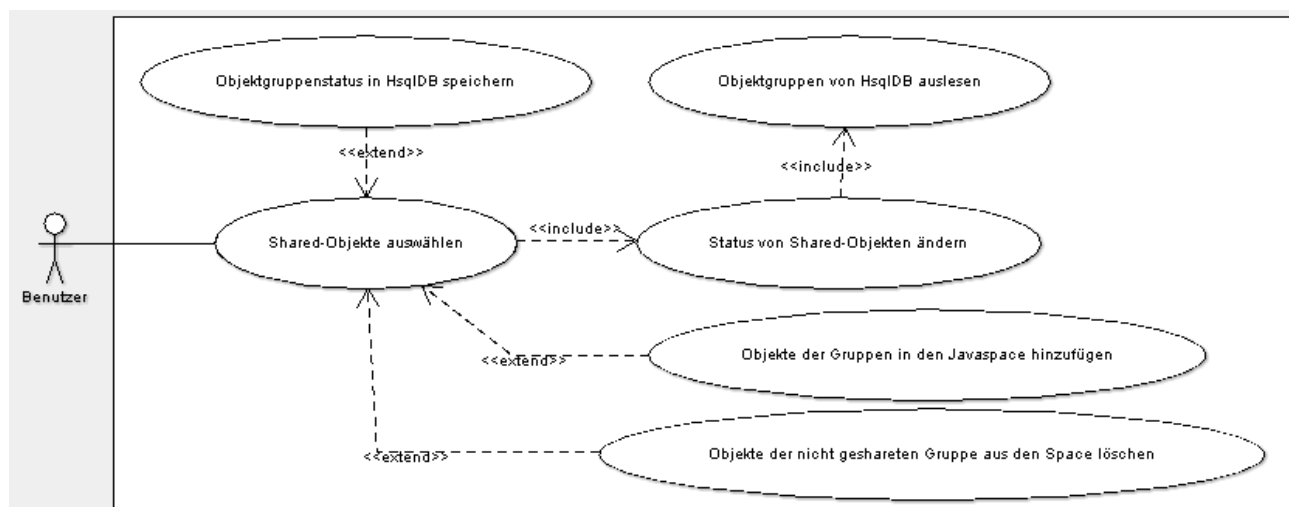 Objektgruppenstatus in HsqlDB speichern
Objektgruppen von HsqlDB auslesen
<<extend>>
<<include>>
Shared-Objekte auswählen
<<include>>
Status von Shared-Objekten ändern
Benutzer
<<extend>>
Objekte der Gruppen in den Javaspace hinzufügen
<<extend>>
Objekte der nicht geshareten Gruppe aus den Space löschen